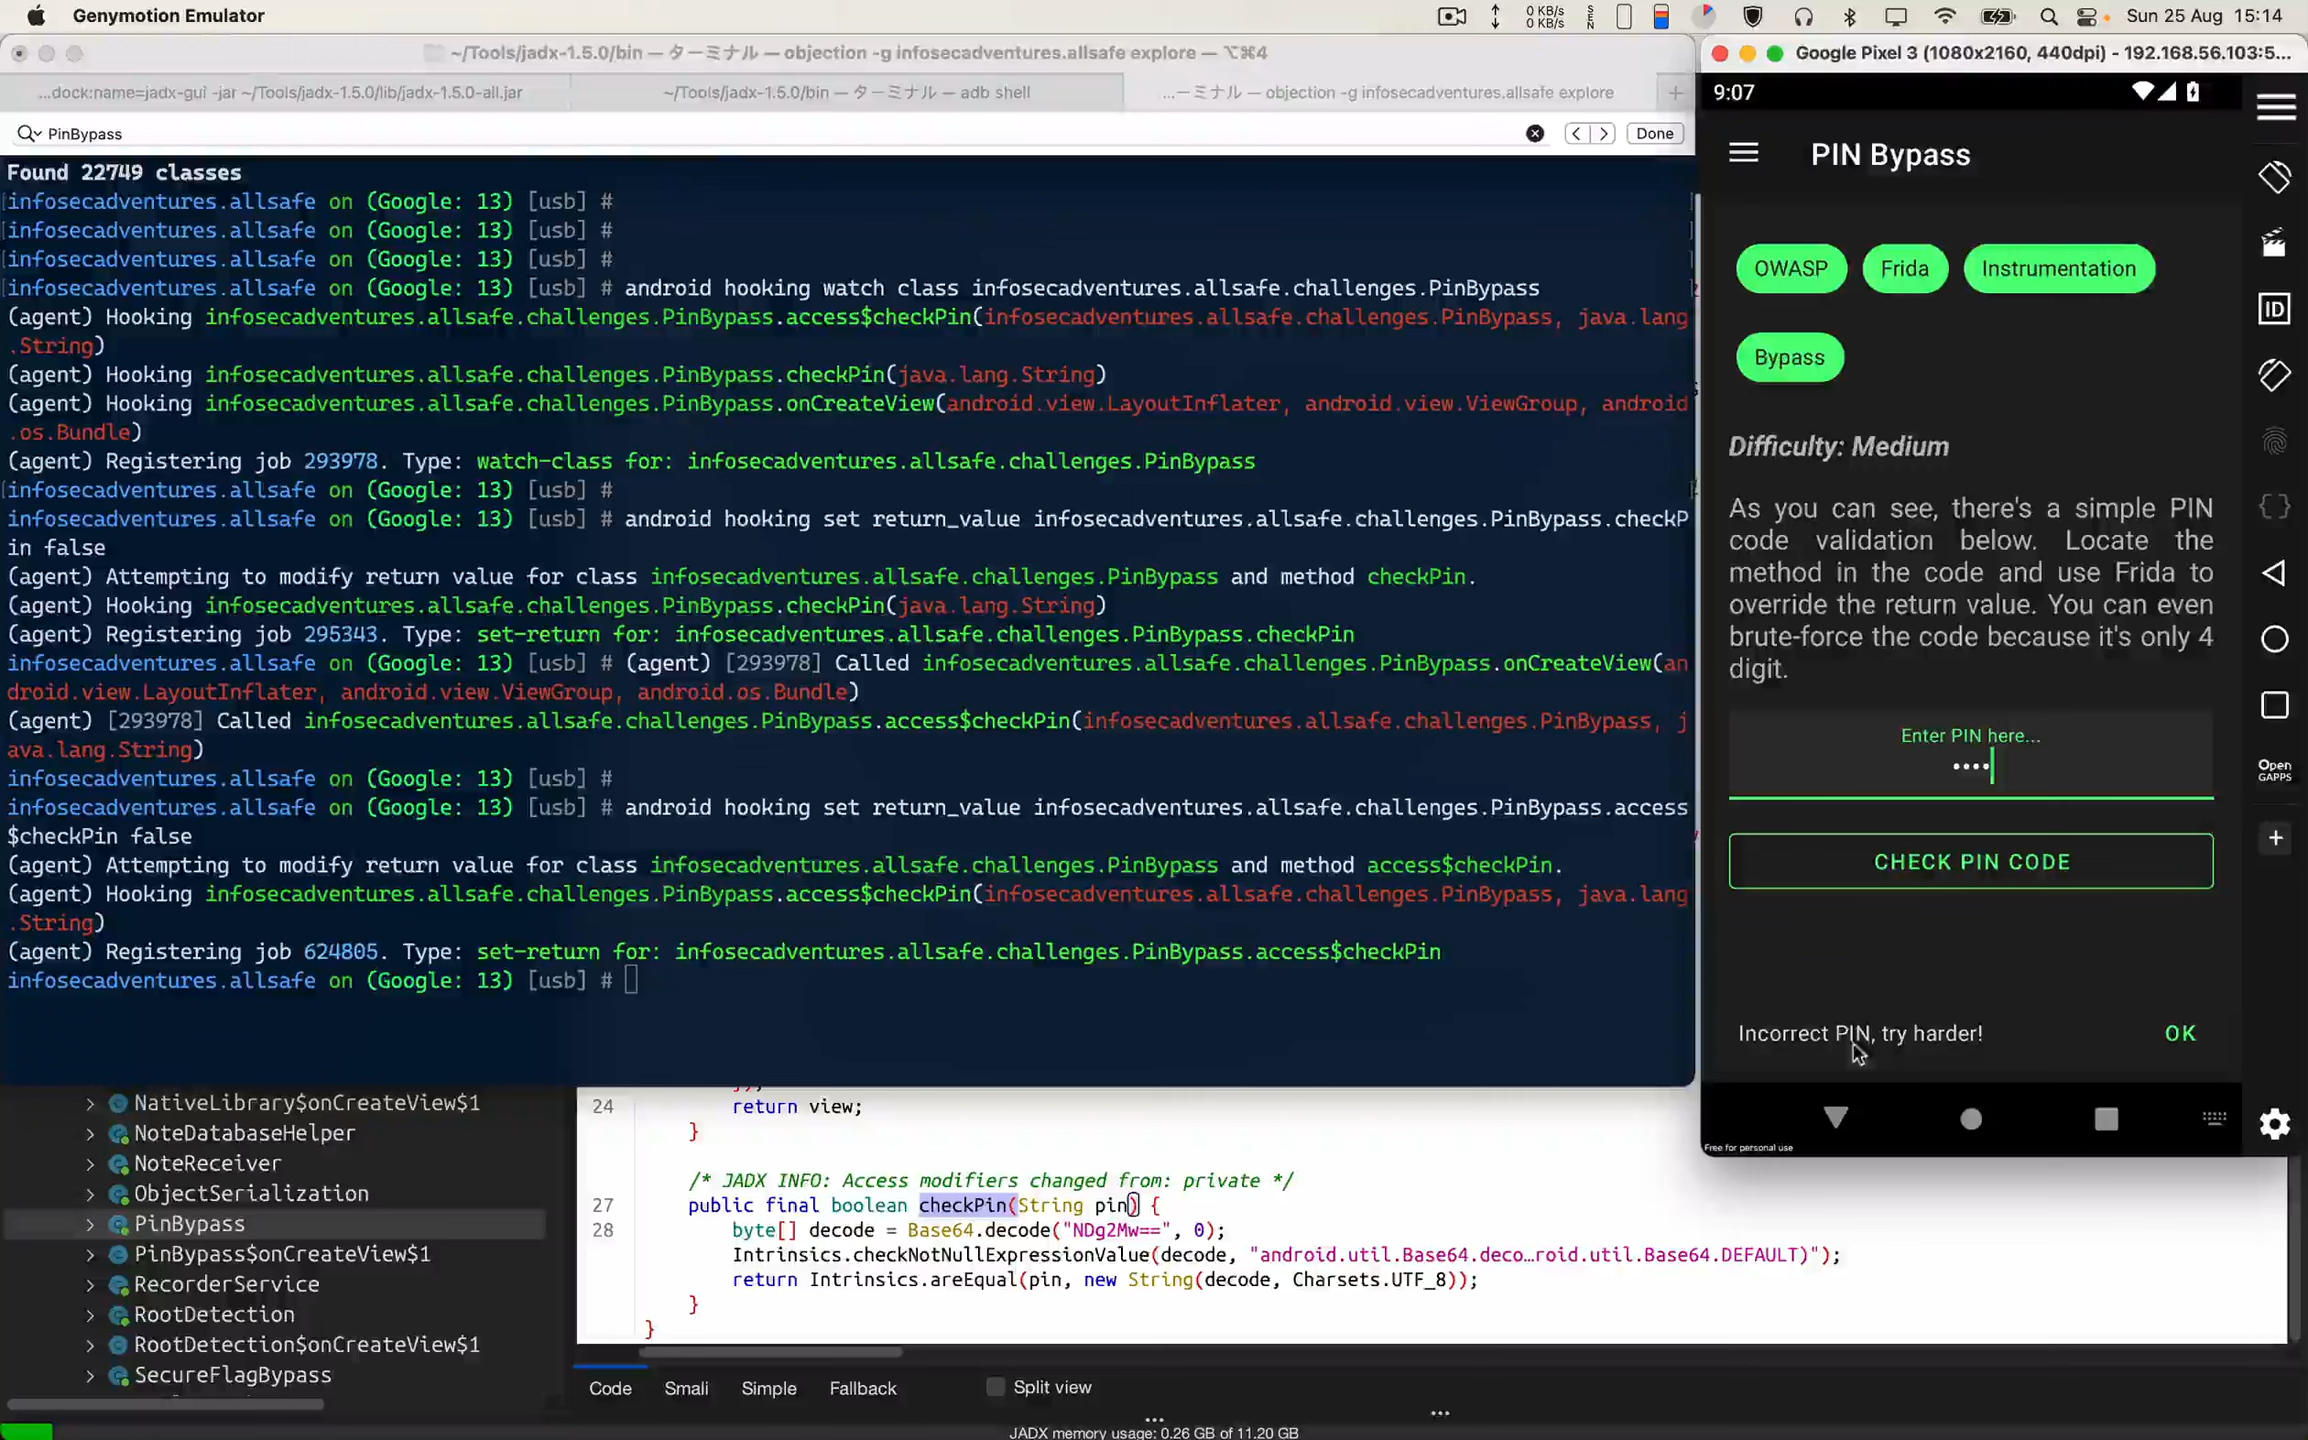 Genymotion Emulator
0 KB/s
0 KB/s
SEN
Sun 25 Aug 15:14
~/Tools/jadx-1.5.0/bin — ターミナル — objection -g infosecadventures.allsafe explore — ⌥⌘4
...dock:name=jadx-gui -jar ~/Tools/jadx-1.5.0/lib/jadx-1.5.0-all.jar
~/Tools/jadx-1.5.0/bin — ターミナル — adb shell
...ーミナル — objection -g infosecadventures.allsafe explore
PinBypass
Done
Found 22749 classes
infosecadventures.allsafe on (Google: 13) [usb] #
infosecadventures.allsafe on (Google: 13) [usb] #
infosecadventures.allsafe on (Google: 13) [usb] #
infosecadventures.allsafe on (Google: 13) [usb] # android hooking watch class infosecadventures.allsafe.challenges.PinBypass
(agent) Hooking infosecadventures.allsafe.challenges.PinBypass.access$checkPin(infosecadventures.allsafe.challenges.PinBypass, java.lang
.String)
(agent) Hooking infosecadventures.allsafe.challenges.PinBypass.checkPin(java.lang.String)
(agent) Hooking infosecadventures.allsafe.challenges.PinBypass.onCreateView(android.view.LayoutInflater, android.view.ViewGroup, android
.os.Bundle)
(agent) Registering job 293978. Type: watch-class for: infosecadventures.allsafe.challenges.PinBypass
infosecadventures.allsafe on (Google: 13) [usb] #
infosecadventures.allsafe on (Google: 13) [usb] # android hooking set return_value infosecadventures.allsafe.challenges.PinBypass.checkP
in false
(agent) Attempting to modify return value for class infosecadventures.allsafe.challenges.PinBypass and method checkPin.
(agent) Hooking infosecadventures.allsafe.challenges.PinBypass.checkPin(java.lang.String)
(agent) Registering job 295343. Type: set-return for: infosecadventures.allsafe.challenges.PinBypass.checkPin
infosecadventures.allsafe on (Google: 13) [usb] # (agent) [293978] Called infosecadventures.allsafe.challenges.PinBypass.onCreateView(an
droid.view.LayoutInflater, android.view.ViewGroup, android.os.Bundle)
(agent) [293978] Called infosecadventures.allsafe.challenges.PinBypass.access$checkPin(infosecadventures.allsafe.challenges.PinBypass, j
ava.lang.String)
infosecadventures.allsafe on (Google: 13) [usb] #
infosecadventures.allsafe on (Google: 13) [usb] # android hooking set return_value infosecadventures.allsafe.challenges.PinBypass.access
$checkPin false
(agent) Attempting to modify return value for class infosecadventures.allsafe.challenges.PinBypass and method access$checkPin.
(agent) Hooking infosecadventures.allsafe.challenges.PinBypass.access$checkPin(infosecadventures.allsafe.challenges.PinBypass, java.lang
.String)
(agent) Registering job 624805. Type: set-return for: infosecadventures.allsafe.challenges.PinBypass.access$checkPin
infosecadventures.allsafe on (Google: 13) [usb] #
NativeLibrary$onCreateView$1
NoteDatabaseHelper
NoteReceiver
ObjectSerialization
PinBypass
PinBypass$onCreateView$1
RecorderService
RootDetection
RootDetection$onCreateView$1
SecureFlagBypass
24 return view;
}
/* JADX INFO: Access modifiers changed from: private */
27 public final boolean checkPin(String pin) {
28 byte[] decode = Base64.decode("NDg2Mw==", 0);
Intrinsics.checkNotNullExpressionValue(decode, "android.util.Base64.deco…roid.util.Base64.DEFAULT)");
return Intrinsics.areEqual(pin, new String(decode, Charsets.UTF_8));
}
}
Code Smali Simple Fallback Split view
JADX memory usage: 0.26 GB of 11.20 GB
Google Pixel 3 (1080x2160, 440dpi) - 192.168.56.103:5...
9:07
PIN Bypass
OWASP
Frida
Instrumentation
Bypass
Difficulty: Medium
As you can see, there's a simple PIN
code validation below. Locate the
method in the code and use Frida to
override the return value. You can even
brute-force the code because it's only 4
digit.
Enter PIN here...
••••
CHECK PIN CODE
Incorrect PIN, try harder!
OK
Free for personal use
ID
Open
GAPPS